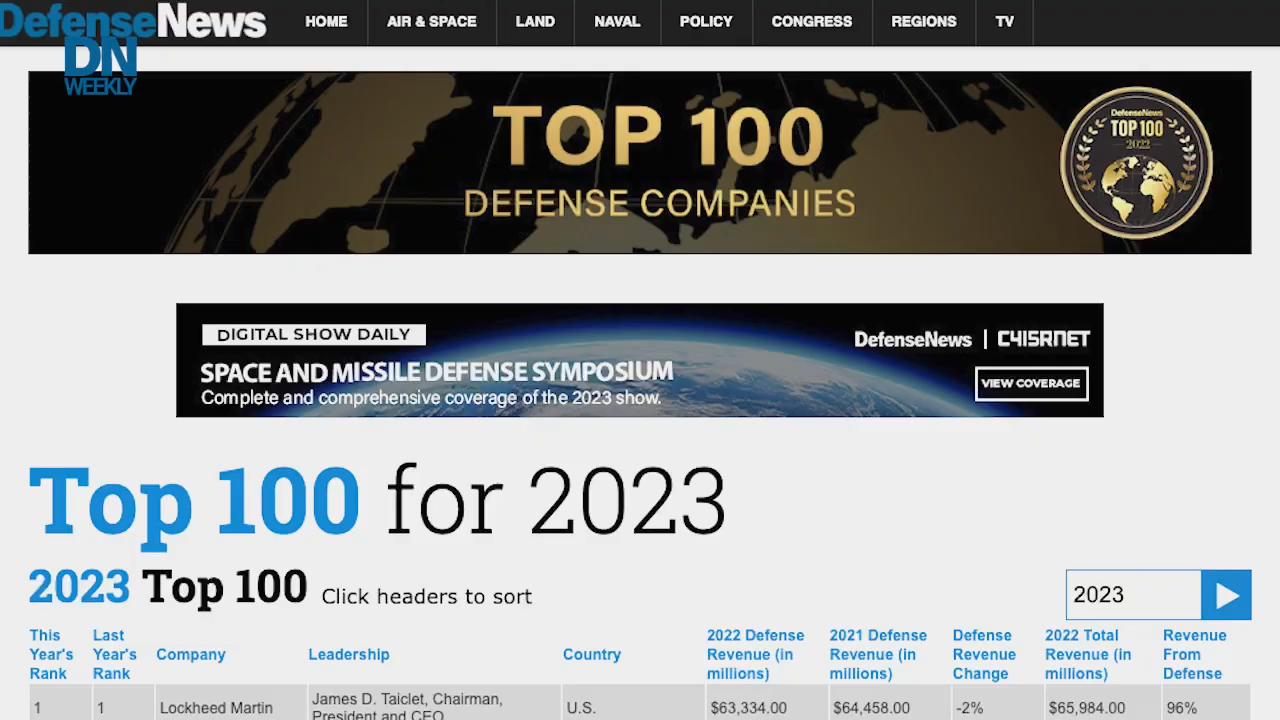 DefenseNews HOME AIR & SPACE LAND NAVAL POLICY CONGRESS REGIONS TV
DN
WEEKLY
TOP 100
DEFENSE COMPANIES
DefenseNews
TOP 100
2022
DIGITAL SHOW DAILY
SPACE AND MISSILE DEFENSE SYMPOSIUM
Complete and comprehensive coverage of the 2023 show.
DefenseNews | C4ISRNET
VIEW COVERAGE
Top 100 for 2023
2023 Top 100 Click headers to sort
2023
This Year's Rank Last Year's Rank Company Leadership Country 2022 Defense Revenue (in millions) 2021 Defense Revenue (in millions) Defense Revenue Change 2022 Total Revenue (in millions) Revenue From Defense
1 1 Lockheed Martin James D. Taiclet, Chairman, President and CEO U.S. $63,334.00 $64,458.00 -2% $65,984.00 96%